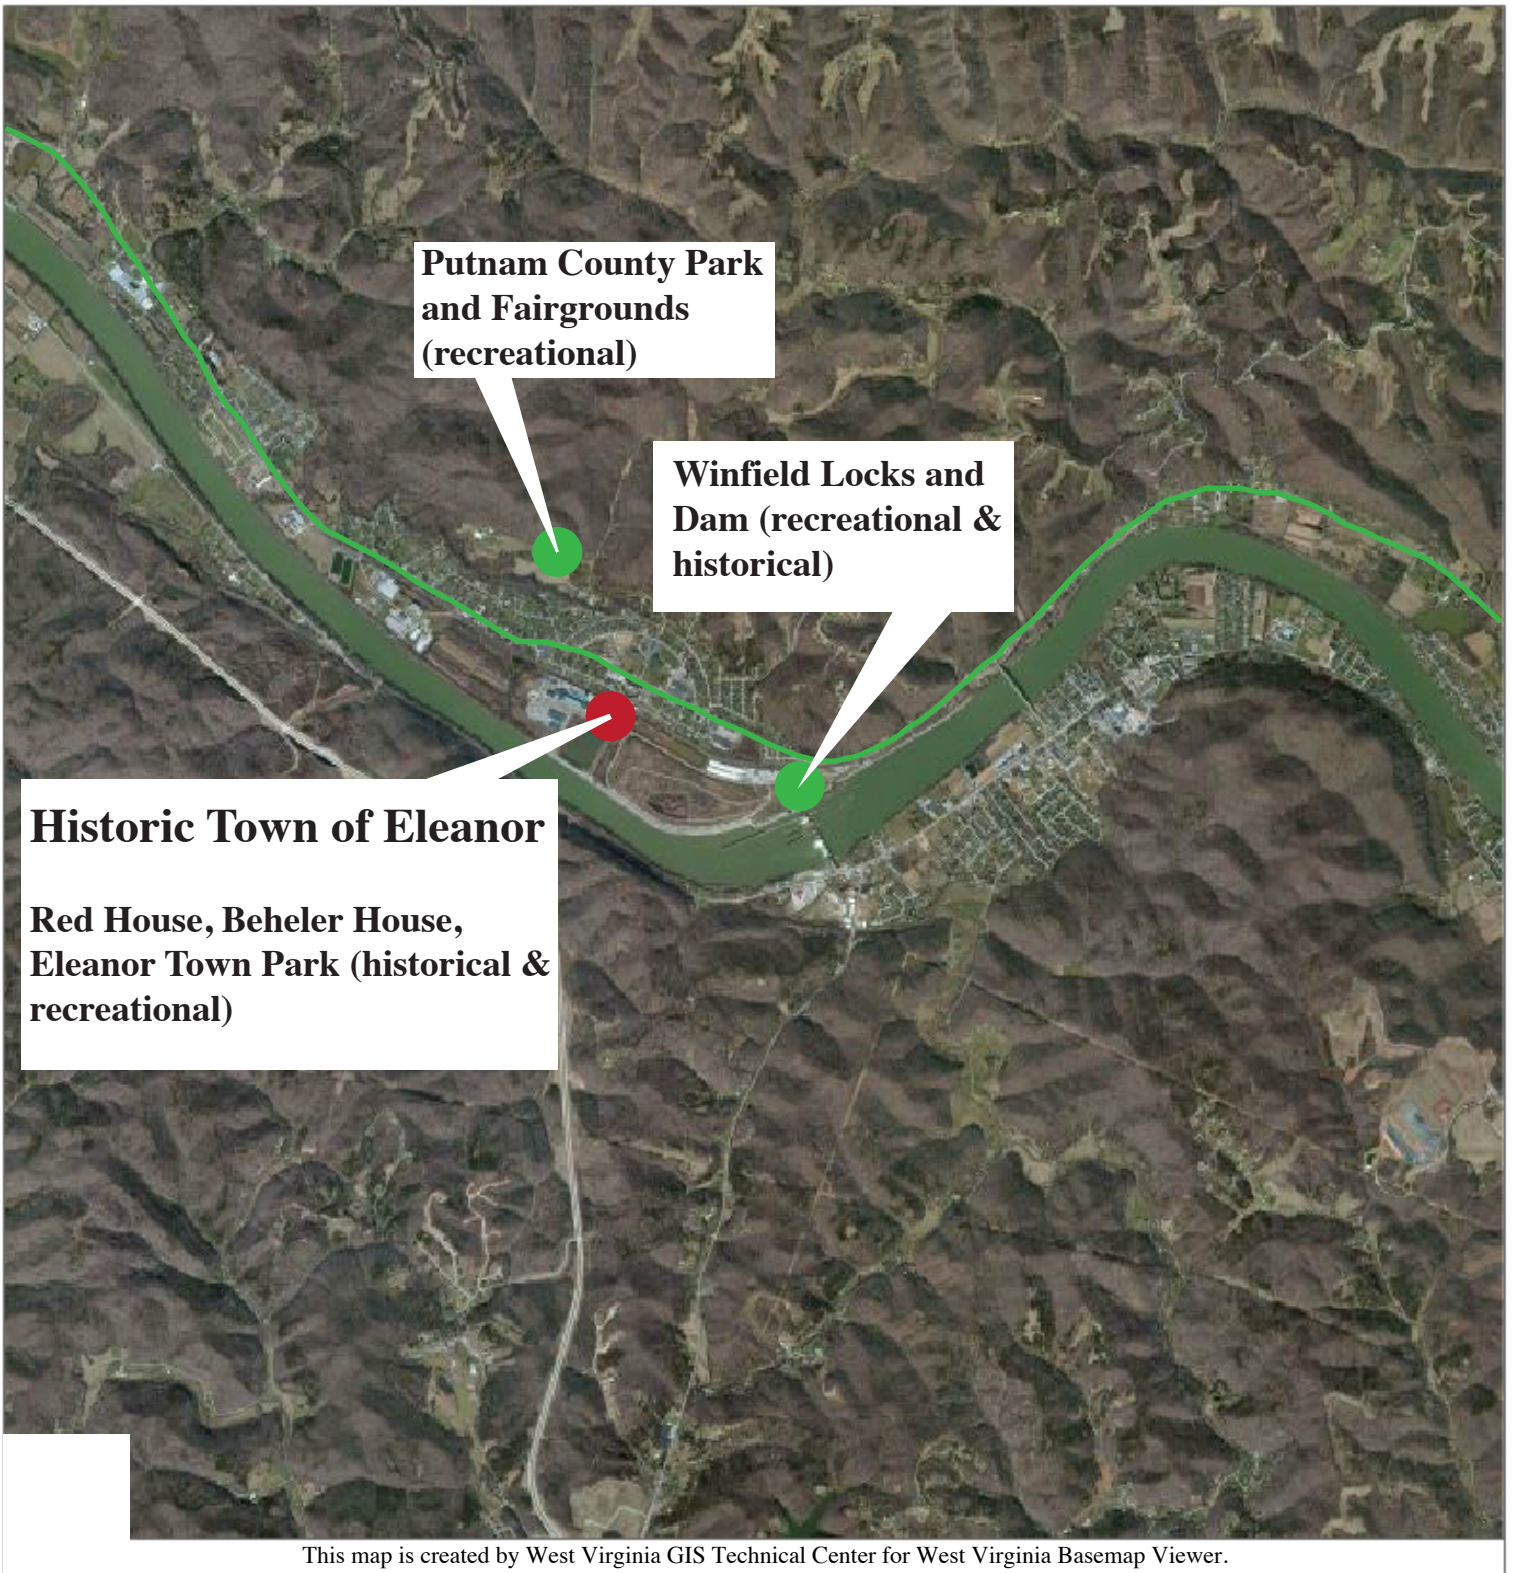 Putnam County Park
and Fairgrounds
(recreational)
Winfield Locks and
Dam (recreational &
historical)
Historic Town of Eleanor
Red House, Beheler House,
Eleanor Town Park (historical &
recreational)
This map is created by West Virginia GIS Technical Center for West Virginia Basemap Viewer.